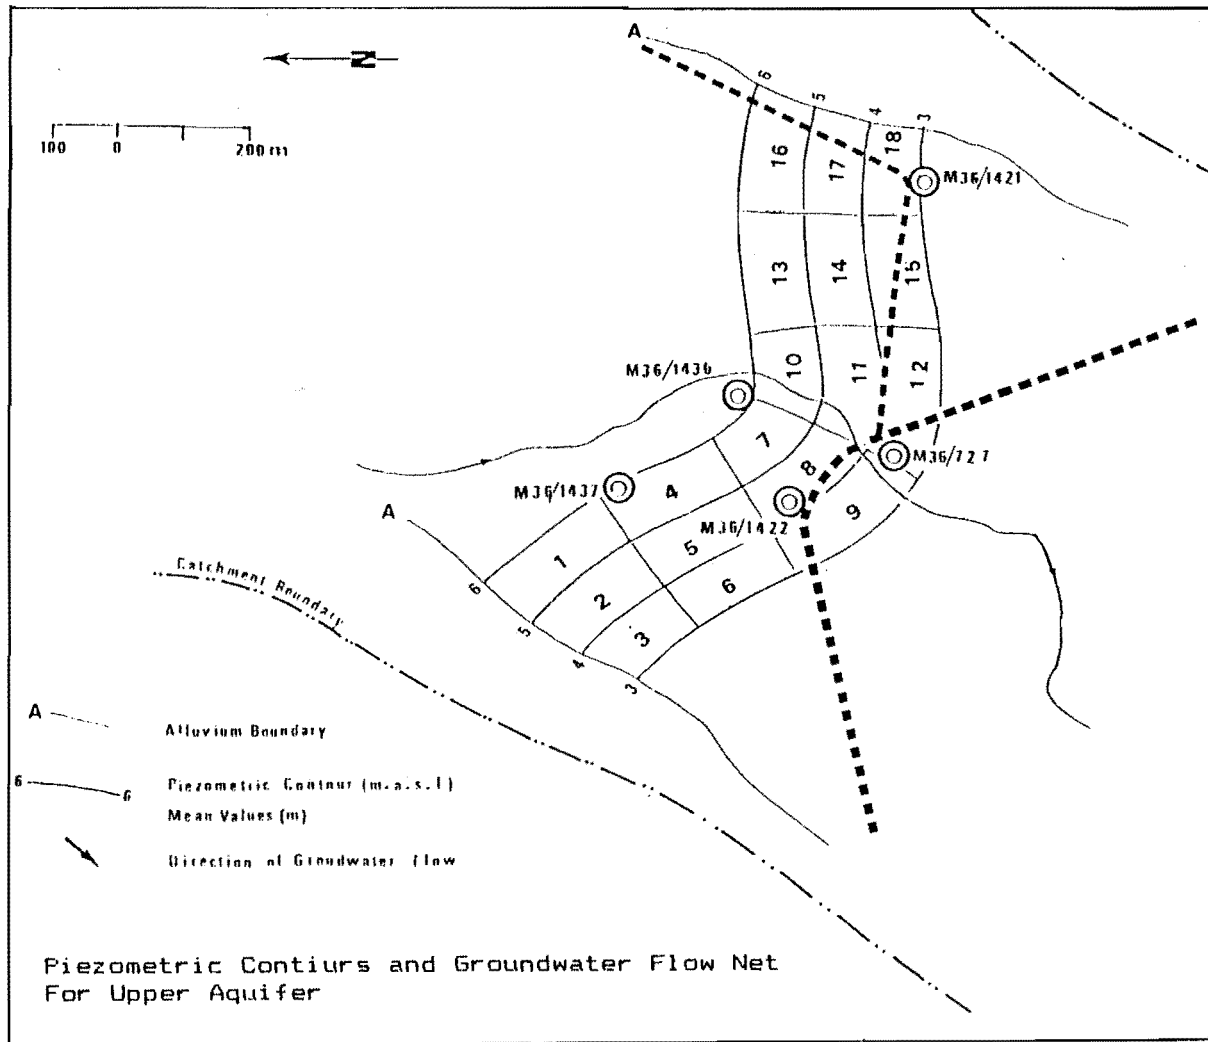 A
N
100 0 200 m
6 5 4 3
16 17 18
M36/1421
13 14 15
M36/1436
10 11 12
7
M36/1437
4 8
M36/727
A
M36/1422
9
1 5
Catchment Boundary
2 6
6
3
5
4
3
A
Alluvium Boundary
6 6
Piezometric Contour (m.a.s.l)
Mean Values (m)
Direction of Groundwater flow
Piezometric Contiurs and Groundwater Flow Net
For Upper Aquifer